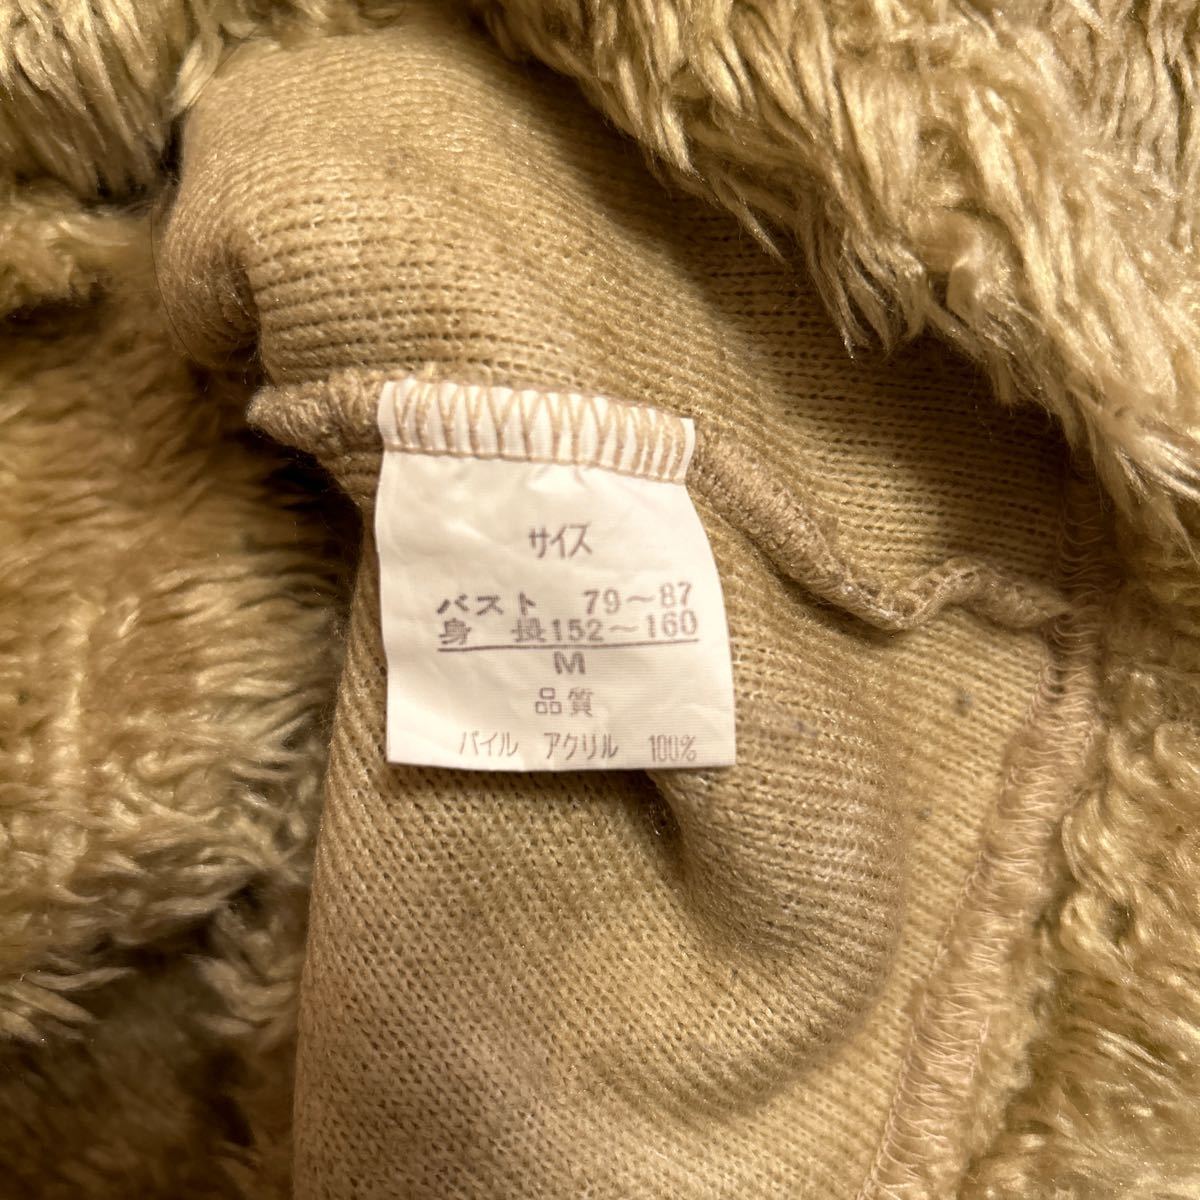 サイズ
バスト 79～87
身 長152～160
M
品質
パイル アクリル 100%